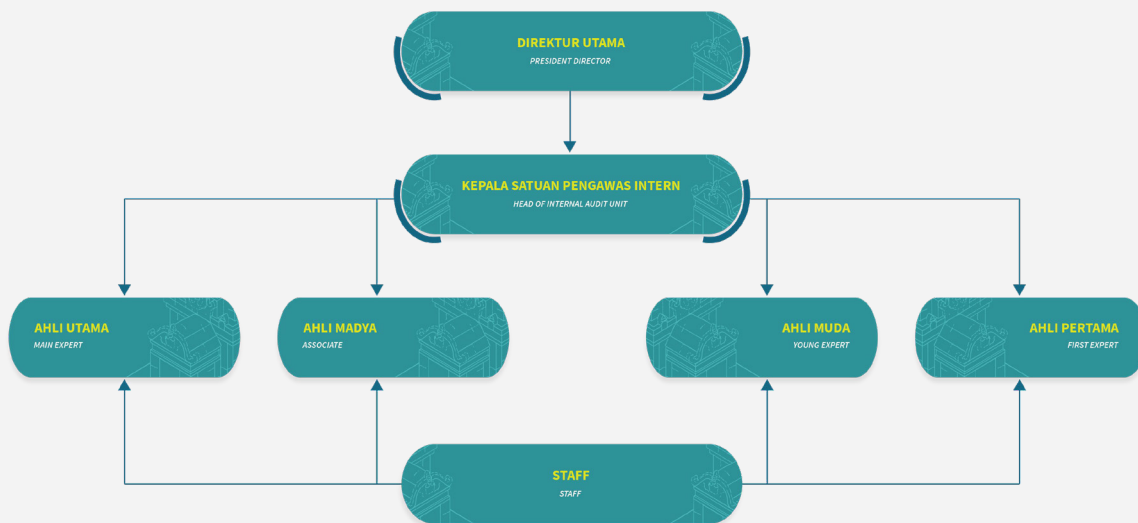 DIREKTUR UTAMA
PRESIDENT DIRECTOR
KEPALA SATUAN PENGAWAS INTERN
HEAD OF INTERNAL AUDIT UNIT
AHLI UTAMA
MAIN EXPERT
AHLI MADYA
ASSOCIATE
AHLI MUDA
YOUNG EXPERT
AHLI PERTAMA
FIRST EXPERT
STAFF
STAFF